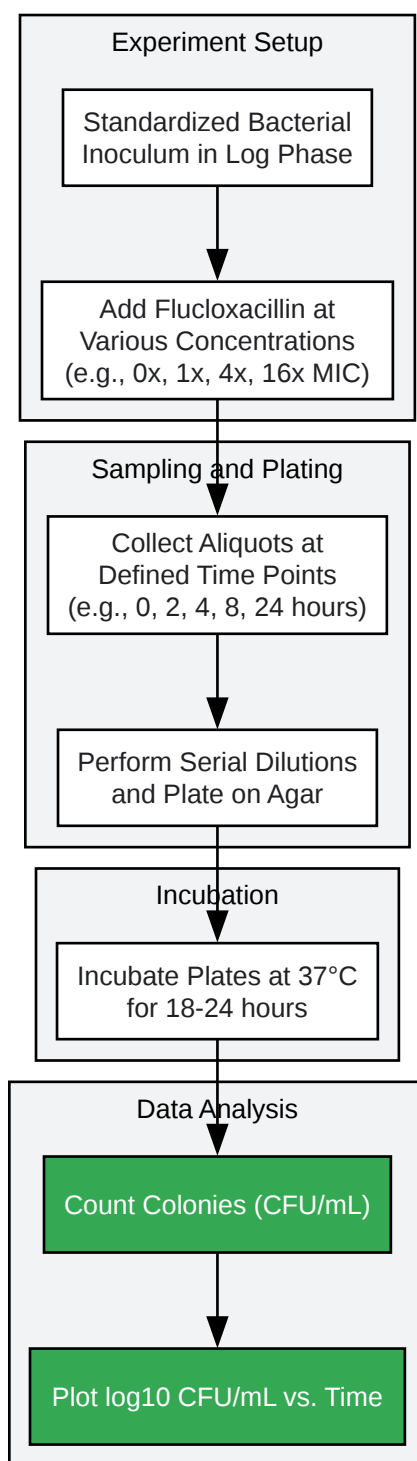 Experiment Setup
Standardized Bacterial
Inoculum in Log Phase
Add Flucloxacillin at
Various Concentrations
(e.g., 0x, 1x, 4x, 16x MIC)
Sampling and Plating
Collect Aliquots at
Defined Time Points
(e.g., 0, 2, 4, 8, 24 hours)
Perform Serial Dilutions
and Plate on Agar
Incubation
Incubate Plates at 37°C
for 18-24 hours
Data Analysis
Count Colonies (CFU/mL)
Plot log10 CFU/mL vs. Time